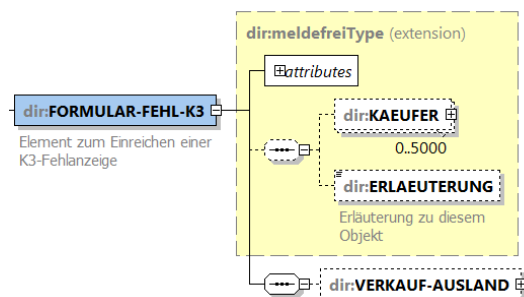 dir:meldefreiType (extension)
attributes
dir:FORMULAR-FEHL-K3
Element zum Einreichen einer
K3-Fehlanzeige
dir:KAEUFER
0..5000
dir:ERLAEUTERUNG
Erläuterung zu diesem
Objekt
dir:VERKAUF-AUSLAND